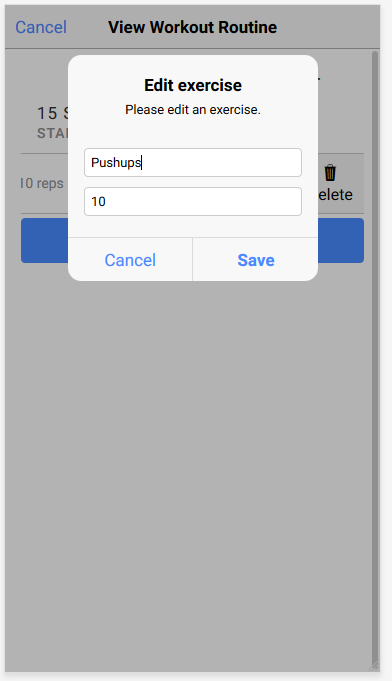 Cancel View Workout Routine
Edit exercise
Please edit an exercise.
15 S
STA
Pushups
10 reps
elete
10
Cancel Save